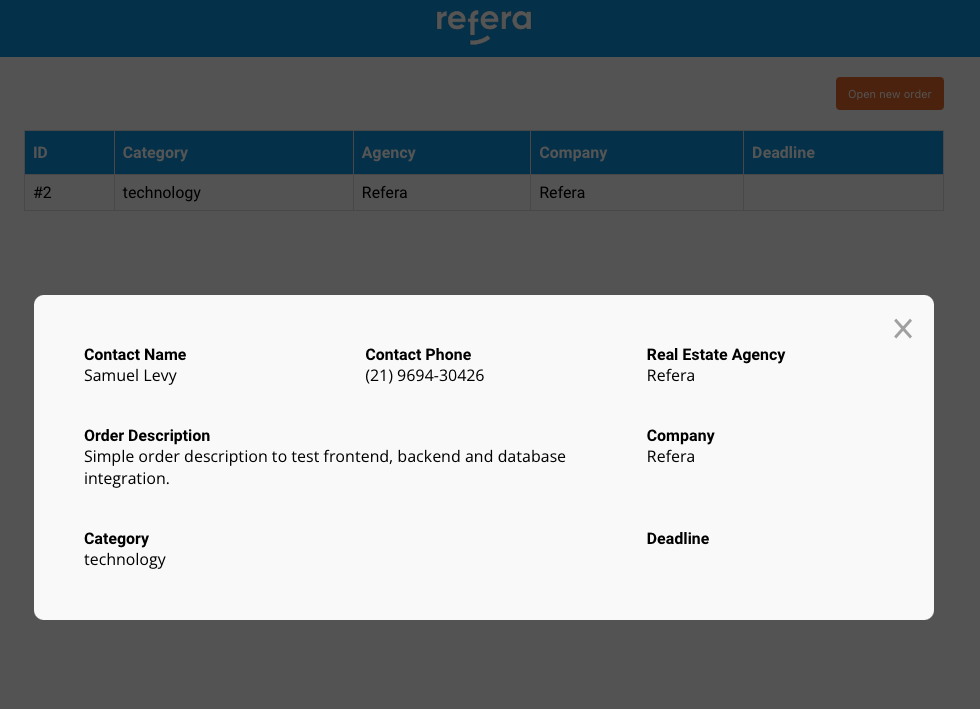 refera
Open new order
ID Category Agency Company Deadline
#2 technology Refera Refera
Contact Name Contact Phone Real Estate Agency
Samuel Levy (21) 9694-30426 Refera
Order Description Company
Simple order description to test frontend, backend and database Refera
integration.
Category Deadline
technology